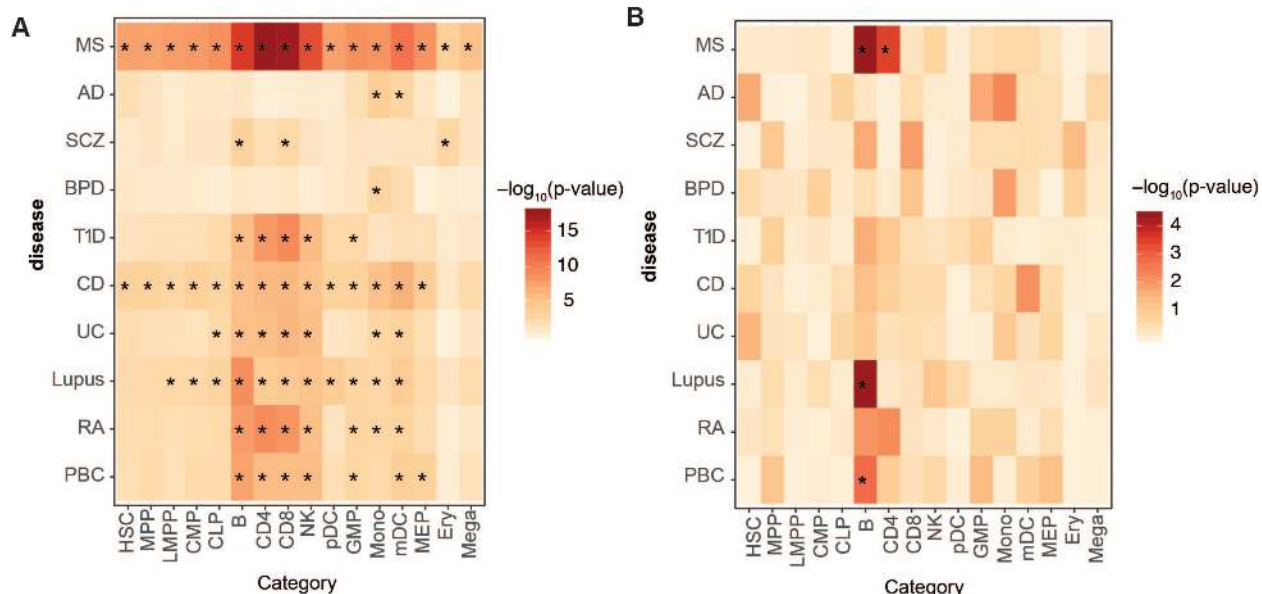 A
MS
AD
SCZ
BPD
T1D
CD
UC
Lupus
RA
PBC
disease
* * * * * * * * * * * * * * * *
* *
* * *
*
* * * * *
* * * * * * * * * * * * * *
* * * * * * *
* * * * * * * * * * *
* * * * * * *
* * * * * * *
HSC MPP LMPP CMP CLP B CD4 CD8 NK pDC GMP Mono mDC MEP Ery Mega
Category
−log10(p-value)
15
10
5
B
MS
AD
SCZ
BPD
T1D
CD
UC
Lupus
RA
PBC
disease
* *
*
*
HSC MPP LMPP CMP CLP B CD4 CD8 NK pDC GMP Mono mDC MEP Ery Mega
Category
−log10(p-value)
4
3
2
1